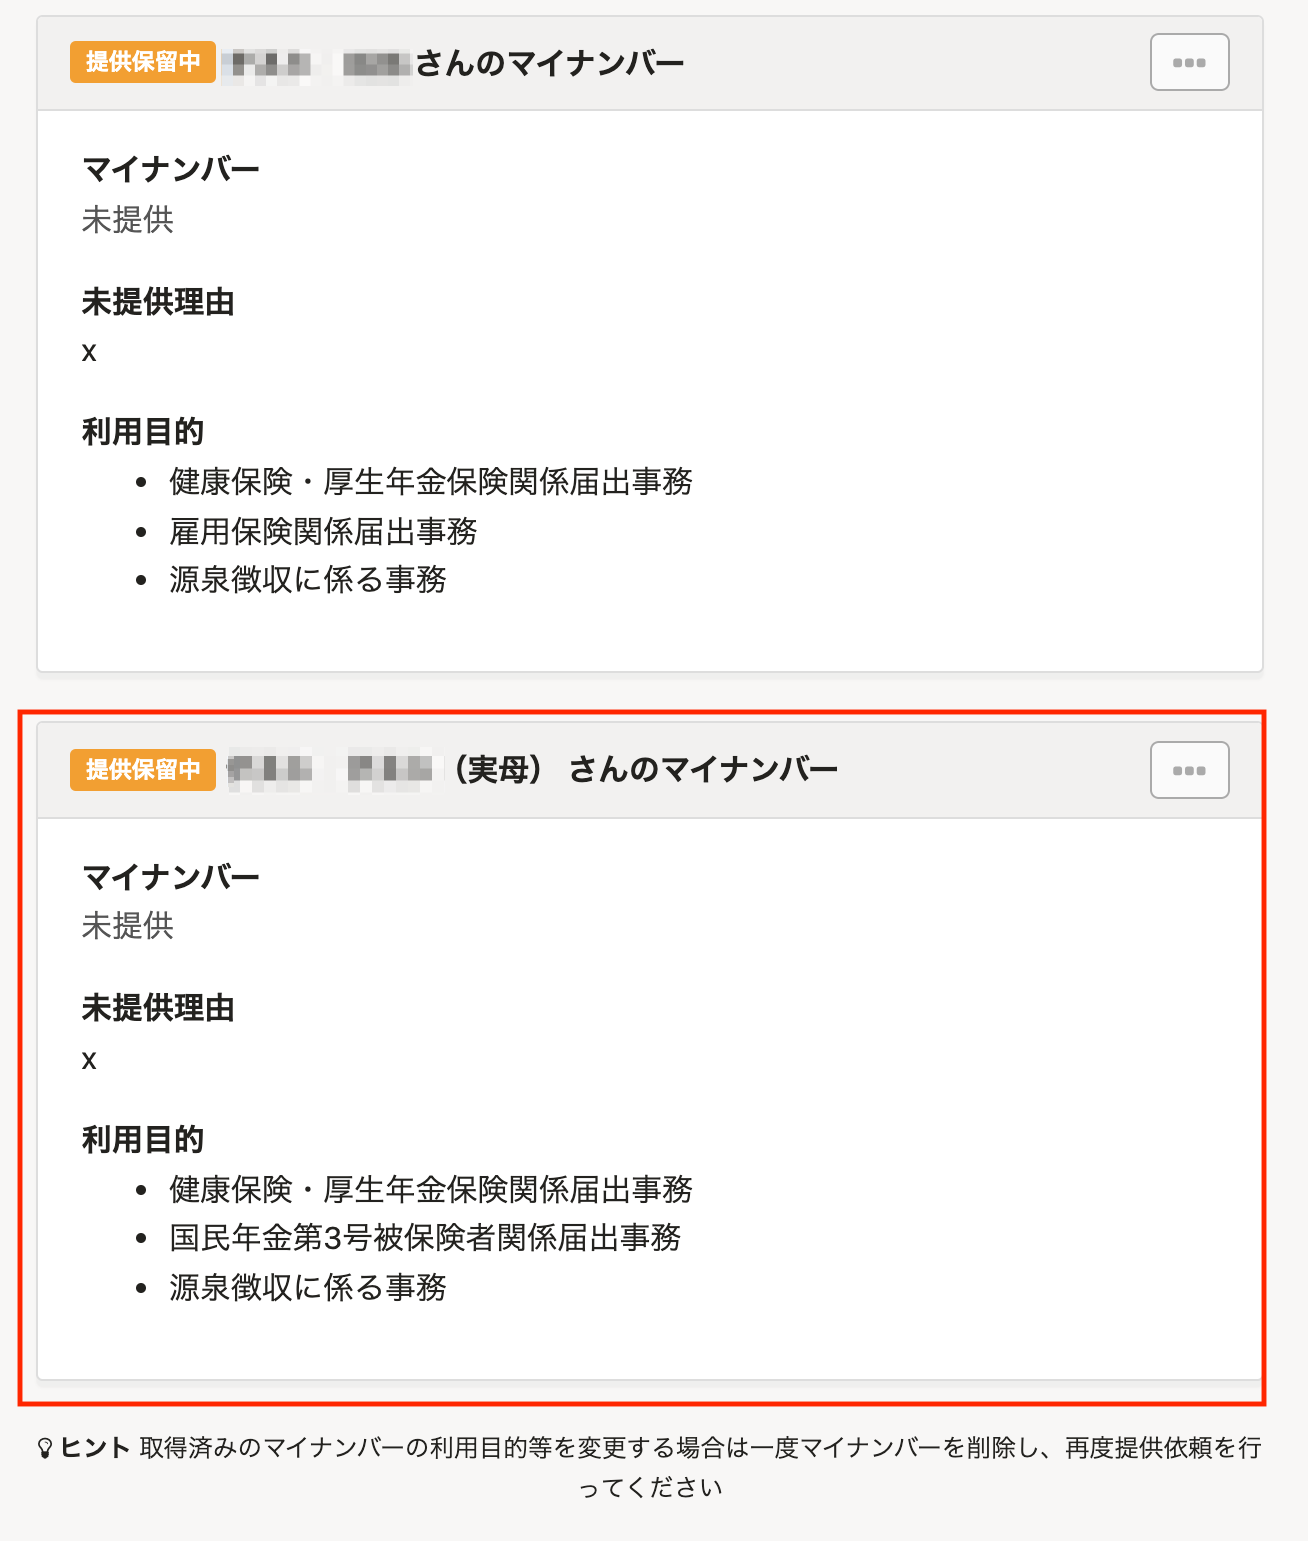 提供保留中 さんのマイナンバー
マイナンバー
未提供
未提供理由
x
利用目的
• 健康保険・厚生年金保険関係届出事務
• 雇用保険関係届出事務
• 源泉徴収に係る事務
提供保留中 （実母） さんのマイナンバー
マイナンバー
未提供
未提供理由
x
利用目的
• 健康保険・厚生年金保険関係届出事務
• 国民年金第3号被保険者関係届出事務
• 源泉徴収に係る事務
ヒント 取得済みのマイナンバーの利用目的等を変更する場合は一度マイナンバーを削除し、再度提供依頼を行
ってください